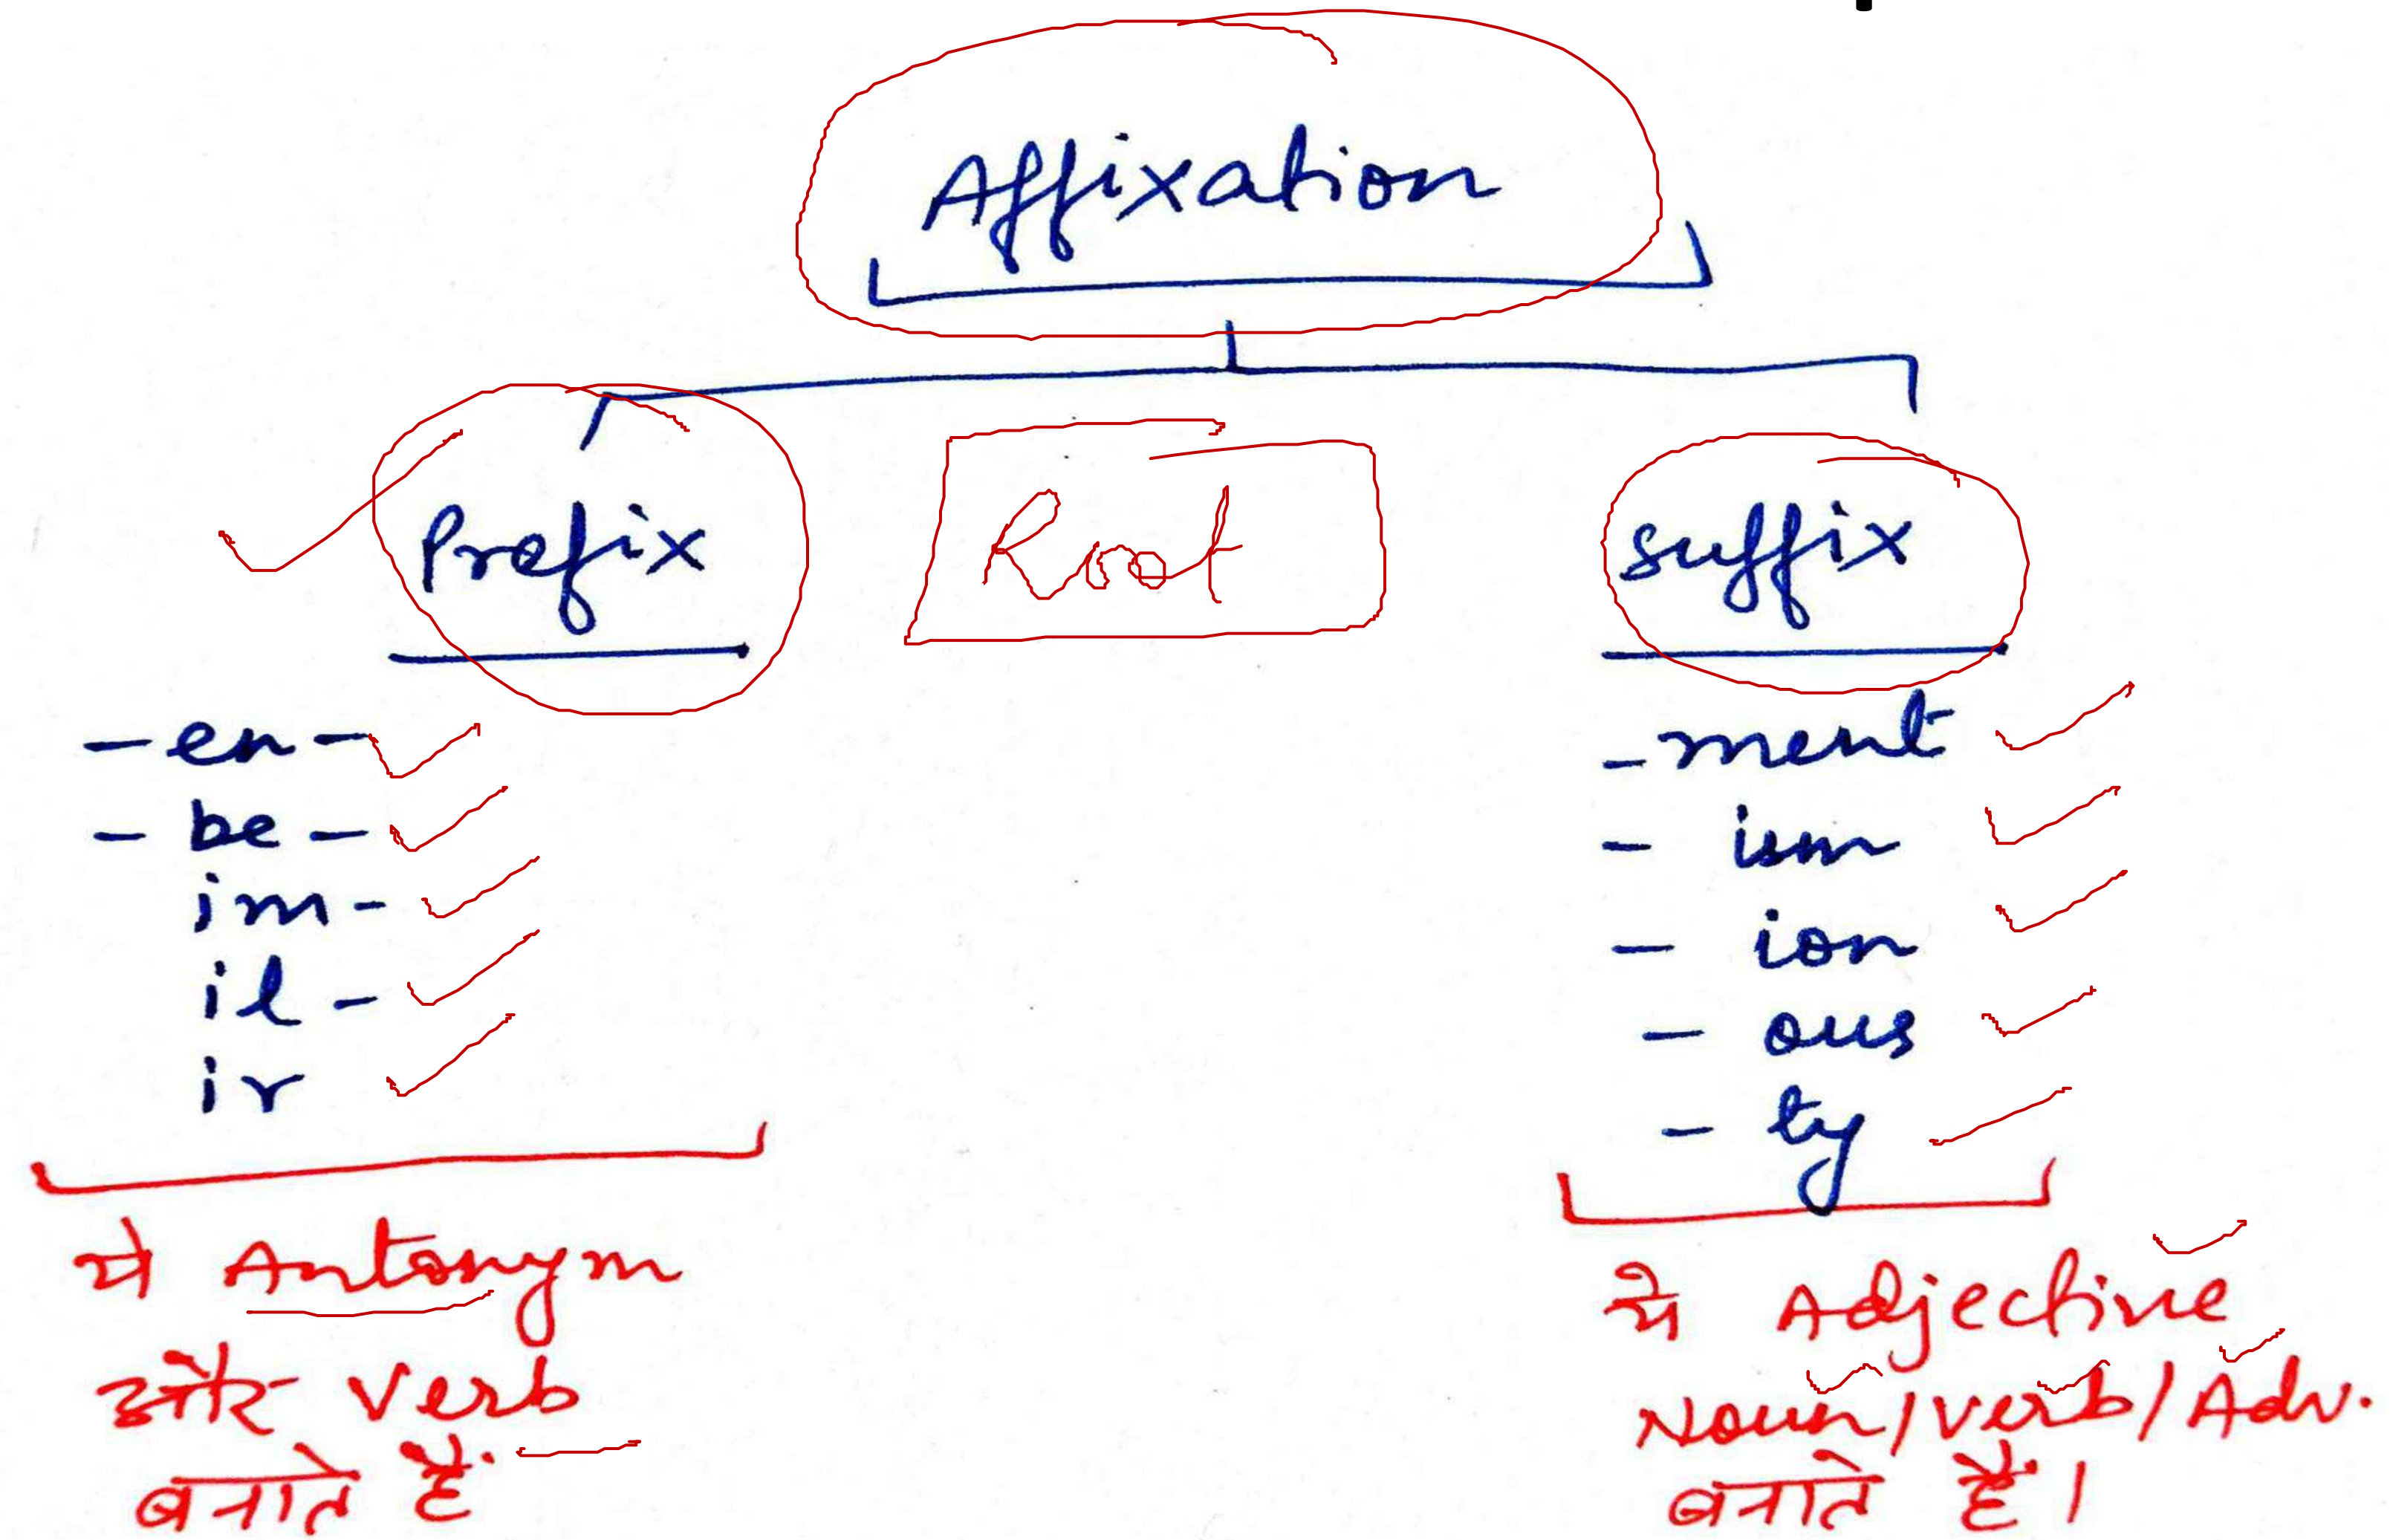 Affixation
Prefix
Root
suffix
- en -
- be -
im -
il -
ir
ये Antonym
और verb
बनाते हैं
- ment
- ism
- ion
- ous
- ty
ये Adjective
Noun/verb/Adv.
बनाते हैं।